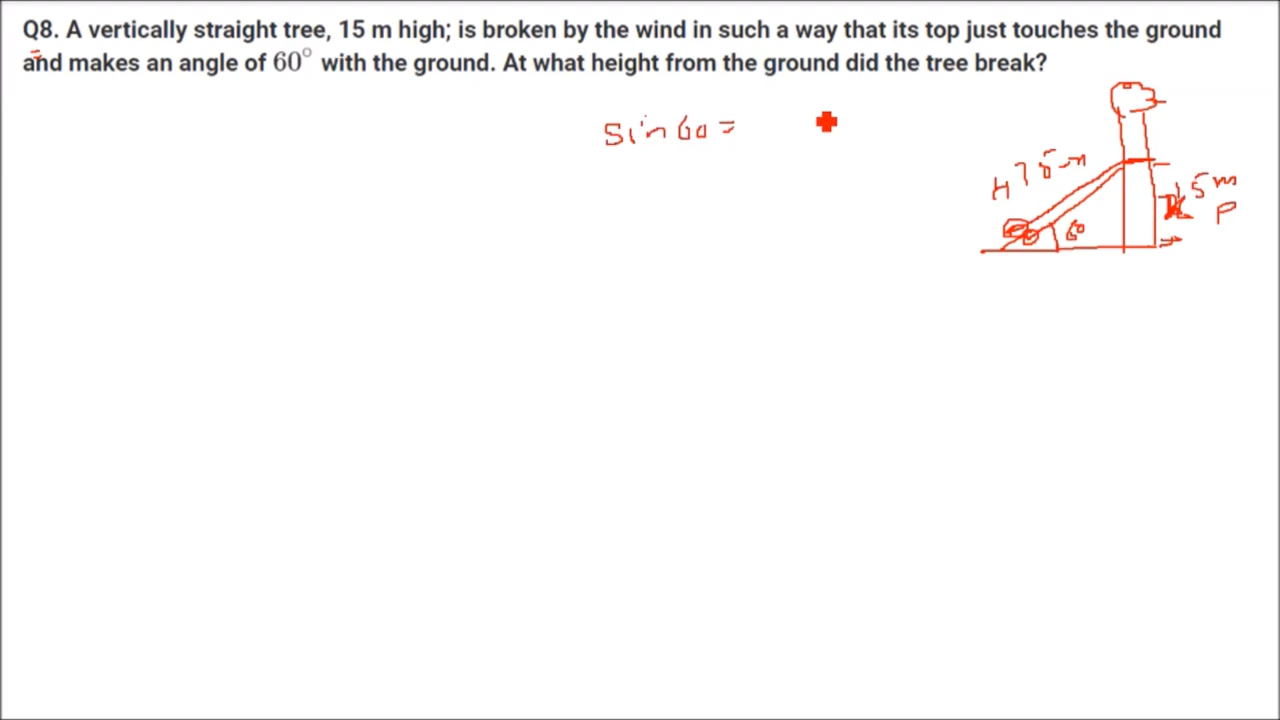 Q8. A vertically straight tree, 15 m high; is broken by the wind in such a way that its top just touches the ground
and makes an angle of 60° with the ground. At what height from the ground did the tree break?
sin 60 =
H 15-x
15 m
P
60